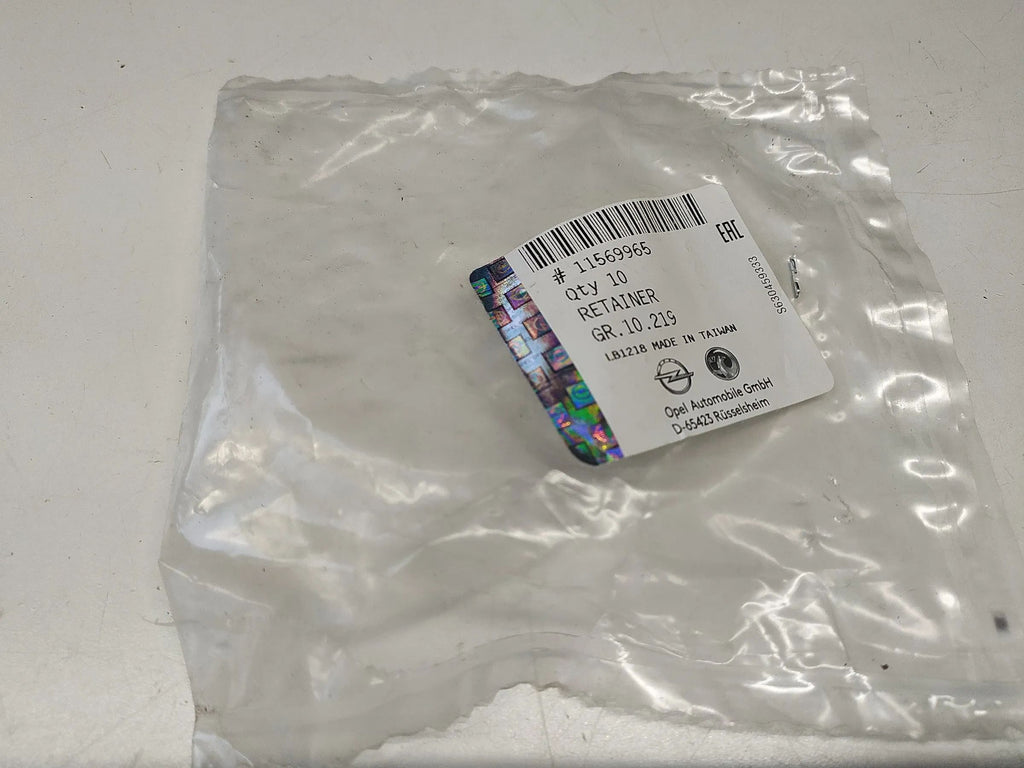 # 11569965
Qty 10
RETAINER
GR.10.219
LB1218 MADE IN TAIWAN
Opel Automobile GmbH
D-65423 Rüsselsheim
EAC
S630459333